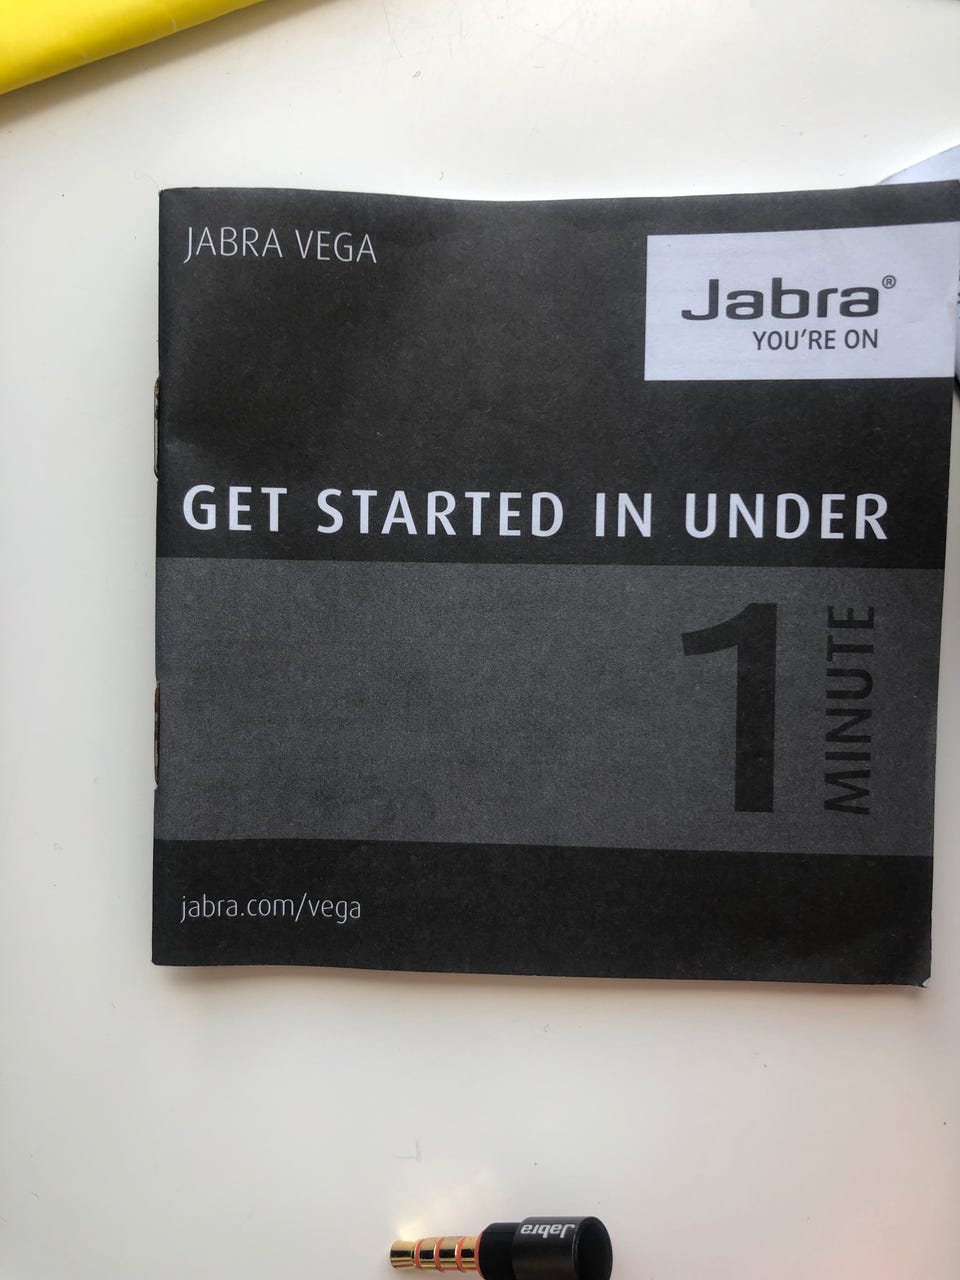 JABRA VEGA
Jabra®
YOU'RE ON
GET STARTED IN UNDER
1
MINUTE
jabra.com/vega
Jabra